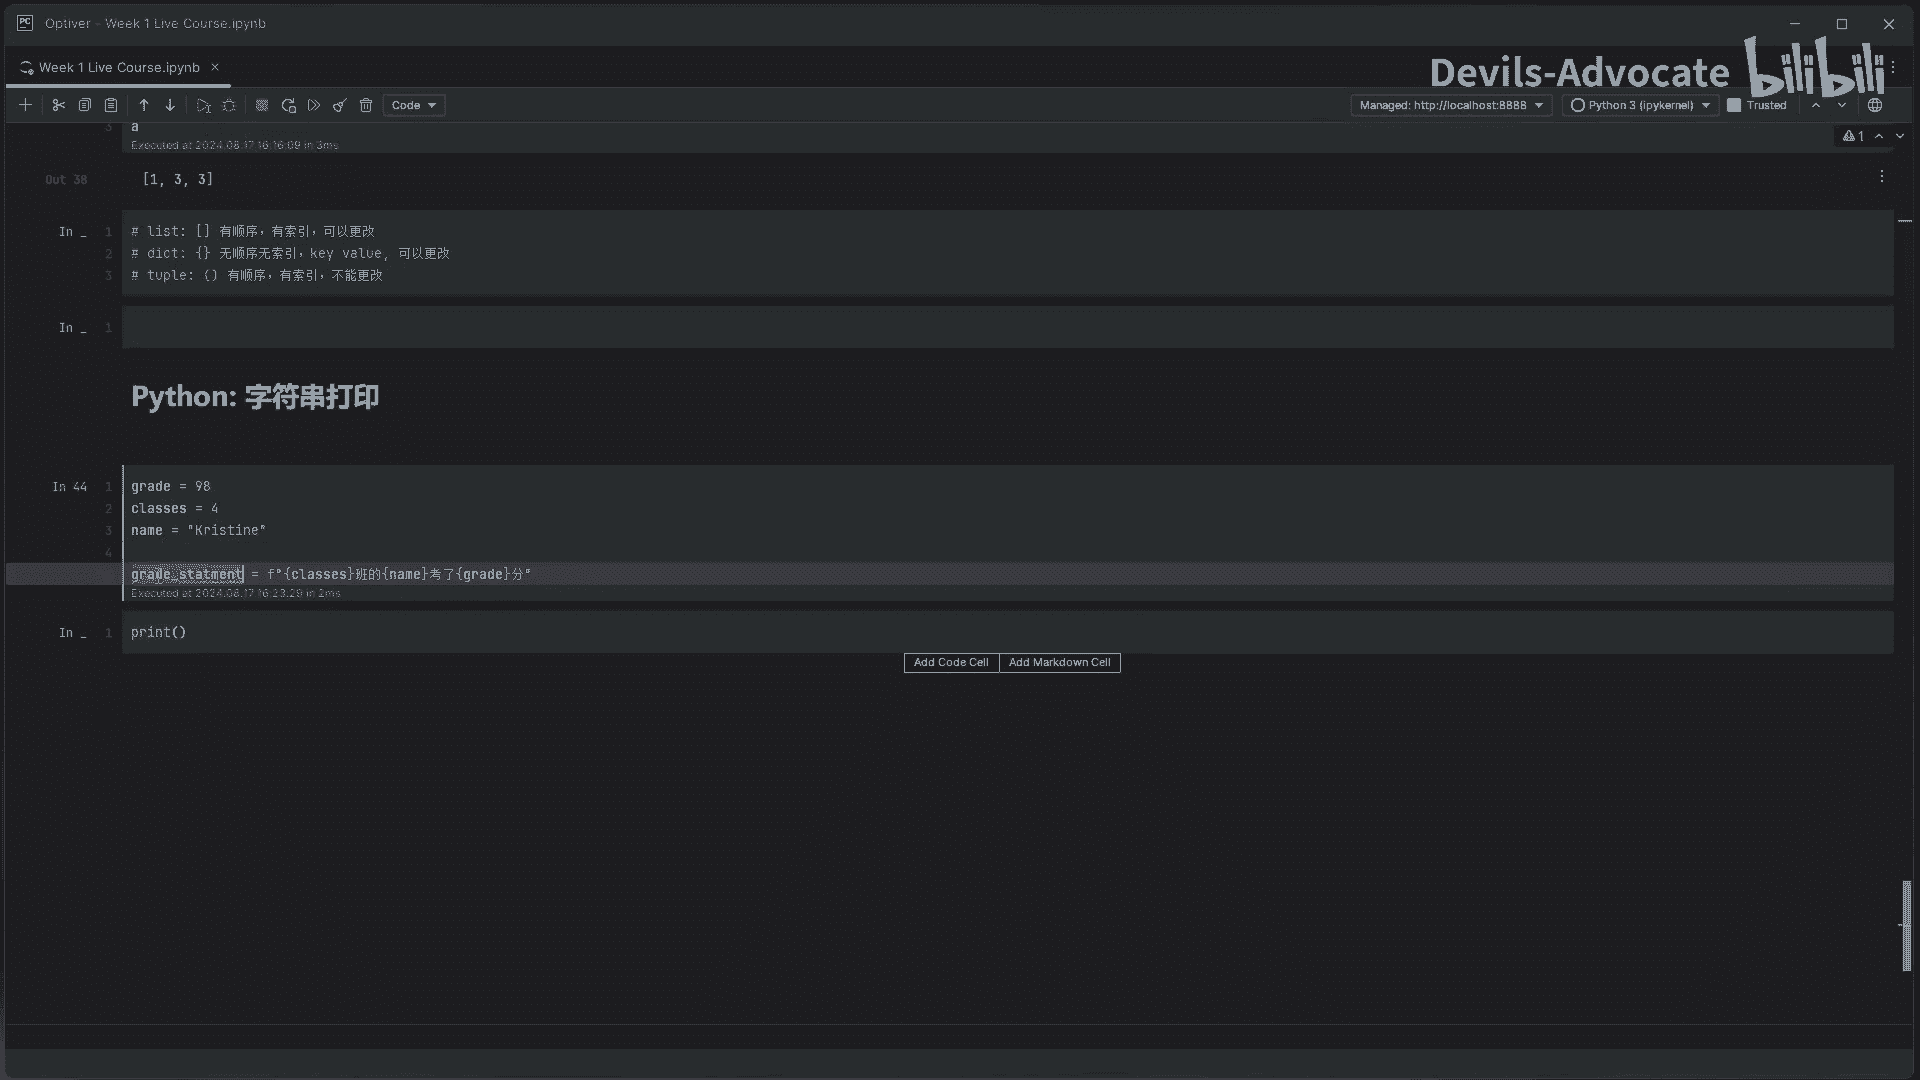 Optiver – Week 1 Live Course.ipynb
Week 1 Live Course.ipynb
Devils-Advocate bilibili
Code
Managed: http://localhost:8888
Python 3 (ipykernel)
Trusted
3 a
Executed at 2024.08.17 16:16:09 in 3ms
1
Out 38 [1, 3, 3]
In _ 1 # list: [] 有顺序，有索引，可以更改
2 # dict: {} 无顺序无索引，key value, 可以更改
3 # tuple: () 有顺序，有索引，不能更改
In _ 1
Python: 字符串打印
In 44 1 grade = 98
2 classes = 4
3 name = "Kristine"
4
grade_statment = f"{classes}班的{name}考了{grade}分"
Executed at 2024.08.17 16:23:29 in 2ms
In _ 1 print()
Add Code Cell Add Markdown Cell